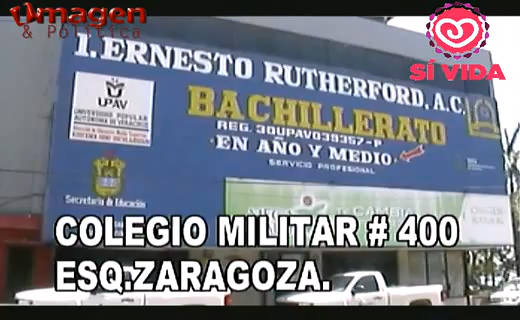 Imagen
& Política
SÍ VIDA
I. ERNESTO RUTHERFORD, A.C.
UPAV
UNIVERSIDAD POPULAR
AUTÓNOMA DE VERACRUZ
BACHILLERATO
REG. 30UPAV039357-P
EN AÑO Y MEDIO
SERVICIO PROFESIONAL
Secretaría de Educación
COLEGIO MILITAR # 400
ESQ.ZARAGOZA.